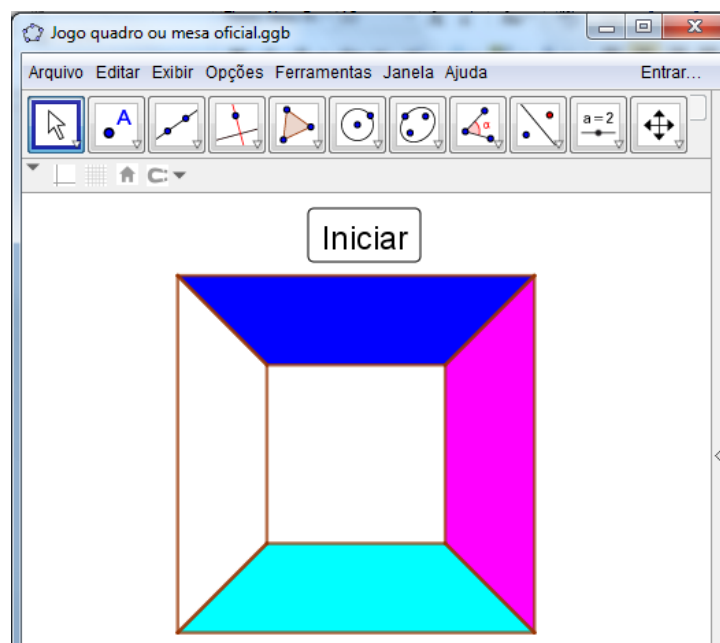 Jogo quadro ou mesa oficial.ggb
Arquivo Editar Exibir Opções Ferramentas Janela Ajuda Entrar...
A α a=2
Iniciar